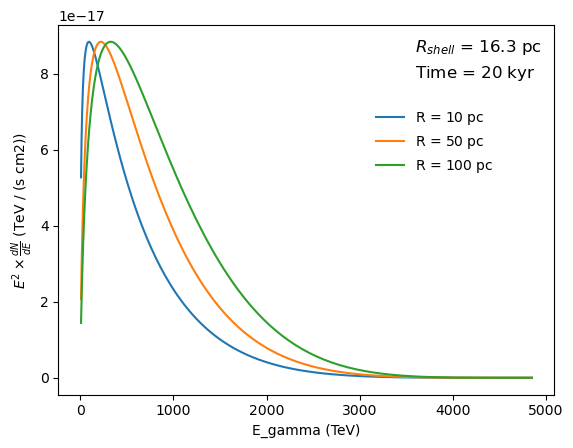 1e−17
R_shell = 16.3 pc
Time = 20 kyr
R = 10 pc
R = 50 pc
R = 100 pc
8
6
4
2
0
E² × dN/dE (TeV / (s cm2))
0 1000 2000 3000 4000 5000
E_gamma (TeV)